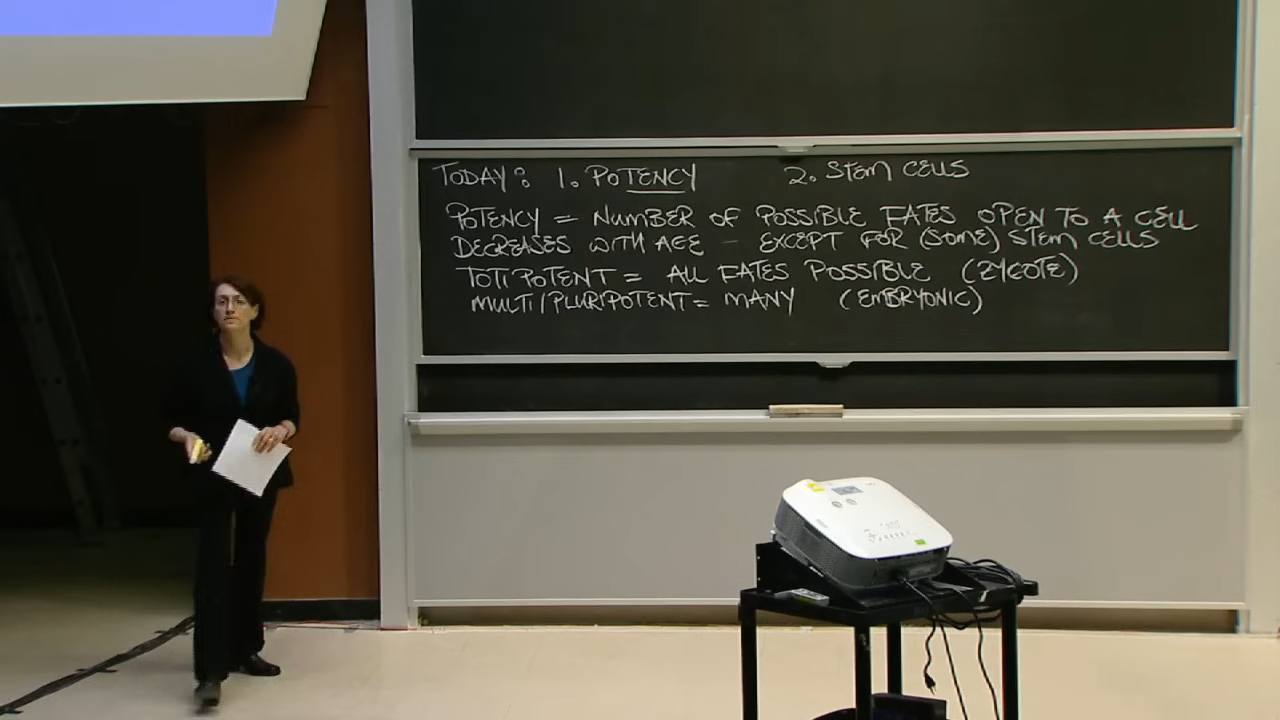 TODAY: 1. POTENCY 2. STEM CELLS
POTENCY = NUMBER OF POSSIBLE FATES OPEN TO A CELL
DECREASES WITH AGE - EXCEPT FOR (SOME) STEM CELLS
TOTIPOTENT = ALL FATES POSSIBLE (ZYGOTE)
MULTI/PLURIPOTENT = MANY (EMBRYONIC)